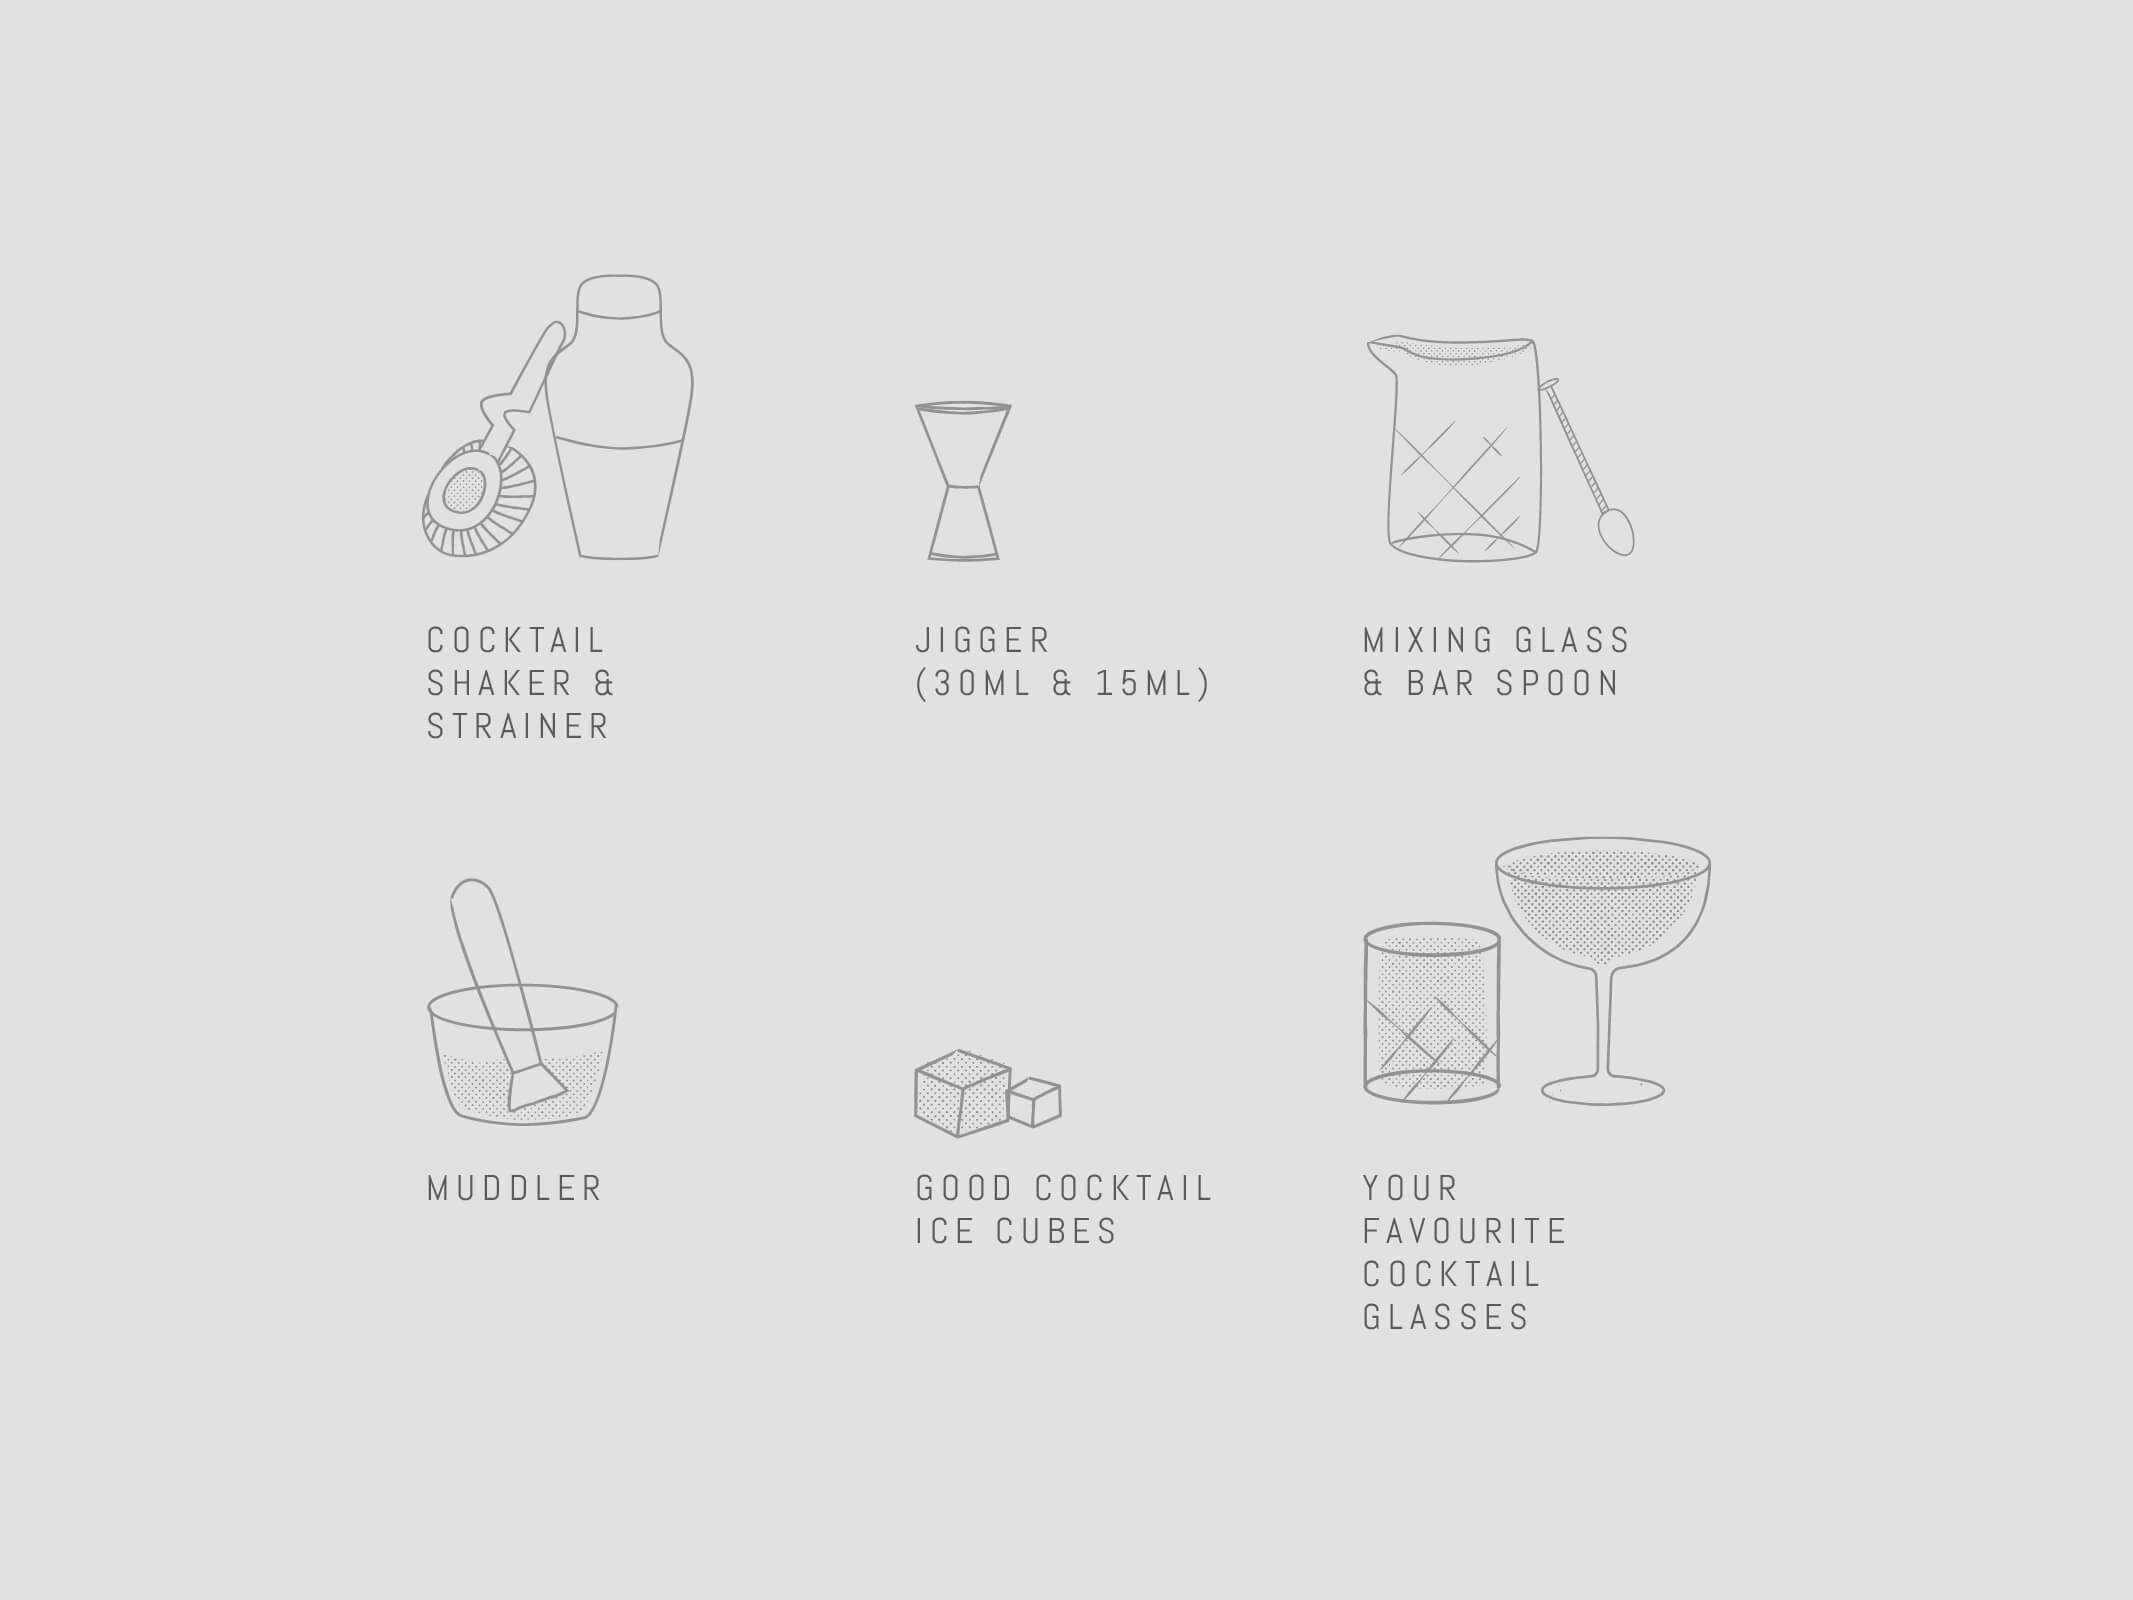 COCKTAIL
SHAKER &
STRAINER
JIGGER
(30ML & 15ML)
MIXING GLASS
& BAR SPOON
MUDDLER
GOOD COCKTAIL
ICE CUBES
YOUR
FAVOURITE
COCKTAIL
GLASSES